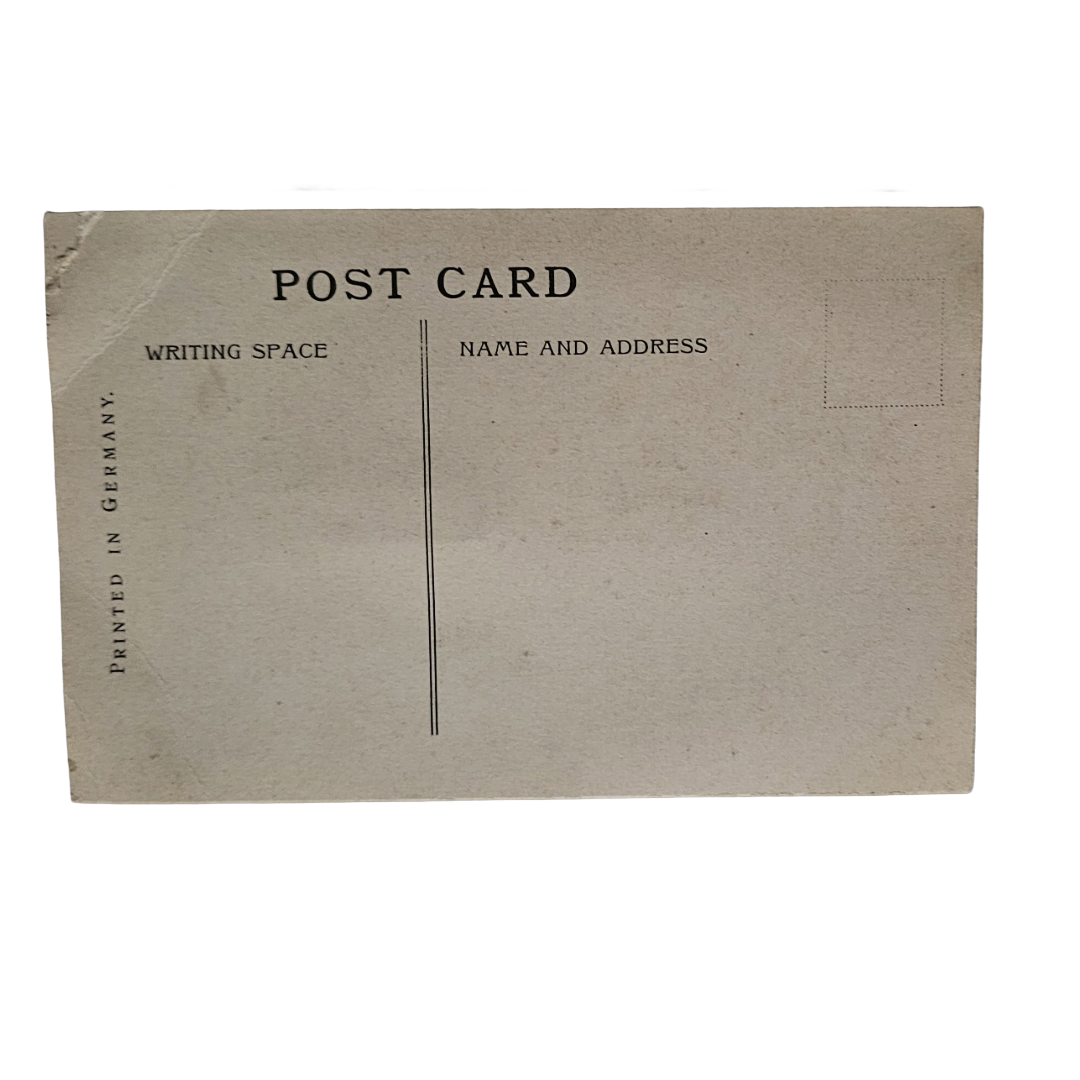 POST CARD
WRITING SPACE
NAME AND ADDRESS
PRINTED IN GERMANY.